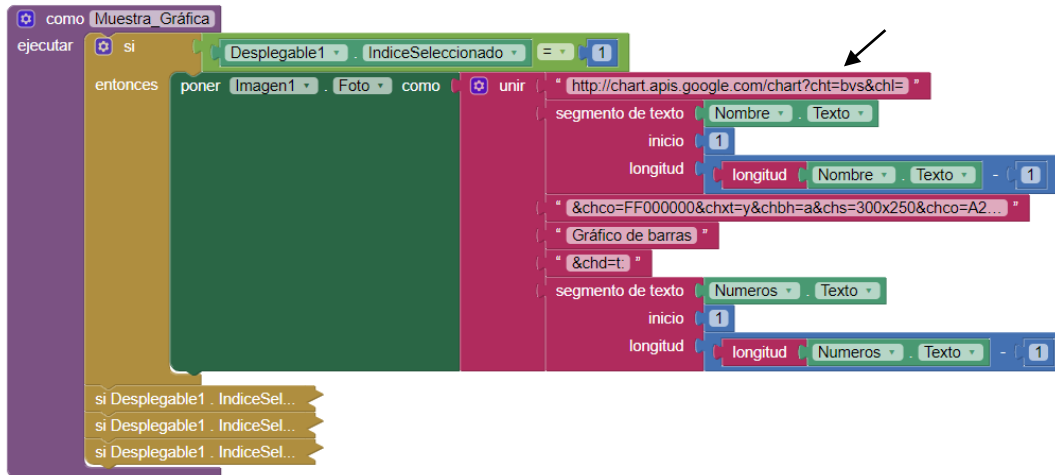 como Muestra_Gráfica
ejecutar si Desplegable1 . IndiceSeleccionado = 1
entonces poner Imagen1 . Foto como unir " http://chart.apis.google.com/chart?cht=bvs&chl= "
segmento de texto Nombre . Texto
inicio 1
longitud longitud Nombre . Texto - 1
" &chco=FF000000&chxt=y&chbh=a&chs=300x250&chco=A2... "
" Gráfico de barras "
" &chd=t: "
segmento de texto Numeros . Texto
inicio 1
longitud longitud Numeros . Texto - 1
si Desplegable1 . IndiceSel...
si Desplegable1 . IndiceSel...
si Desplegable1 . IndiceSel...